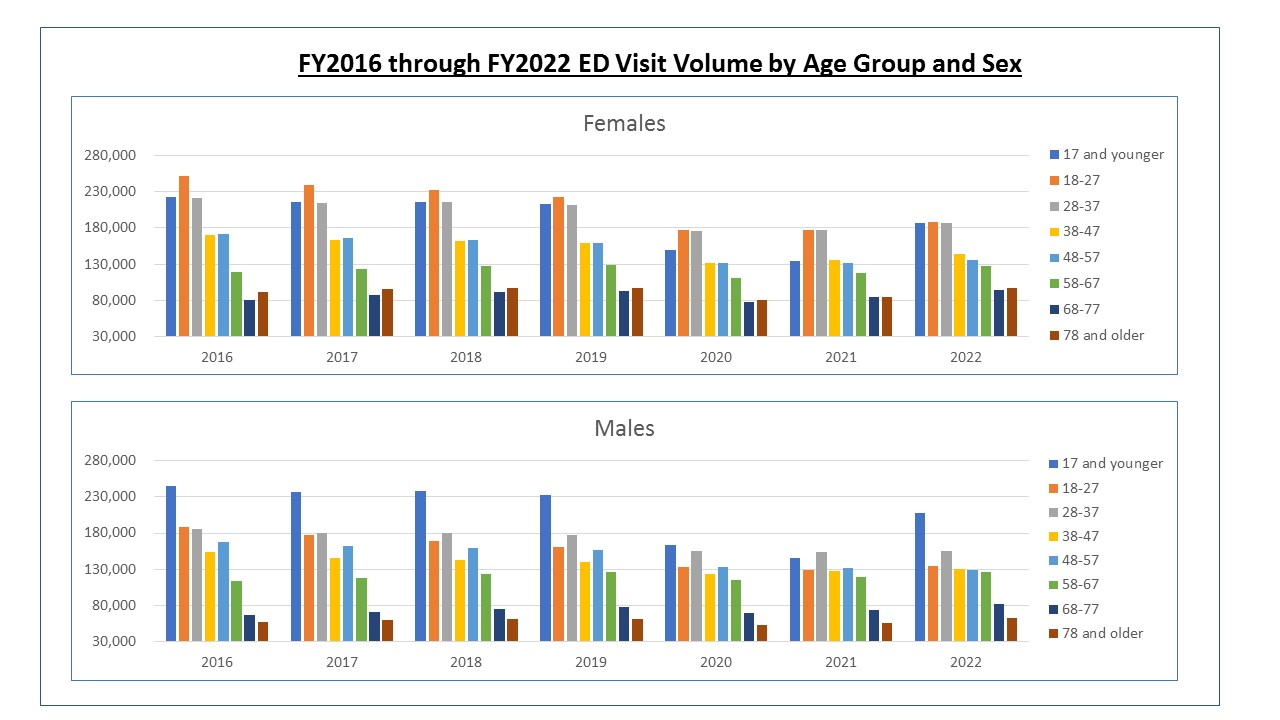 FY2016 through FY2022 ED Visit Volume by Age Group and Sex
Females
280,000
230,000
180,000
130,000
80,000
30,000
2016 2017 2018 2019 2020 2021 2022
17 and younger
18-27
28-37
38-47
48-57
58-67
68-77
78 and older
Males
280,000
230,000
180,000
130,000
80,000
30,000
2016 2017 2018 2019 2020 2021 2022
17 and younger
18-27
28-37
38-47
48-57
58-67
68-77
78 and older